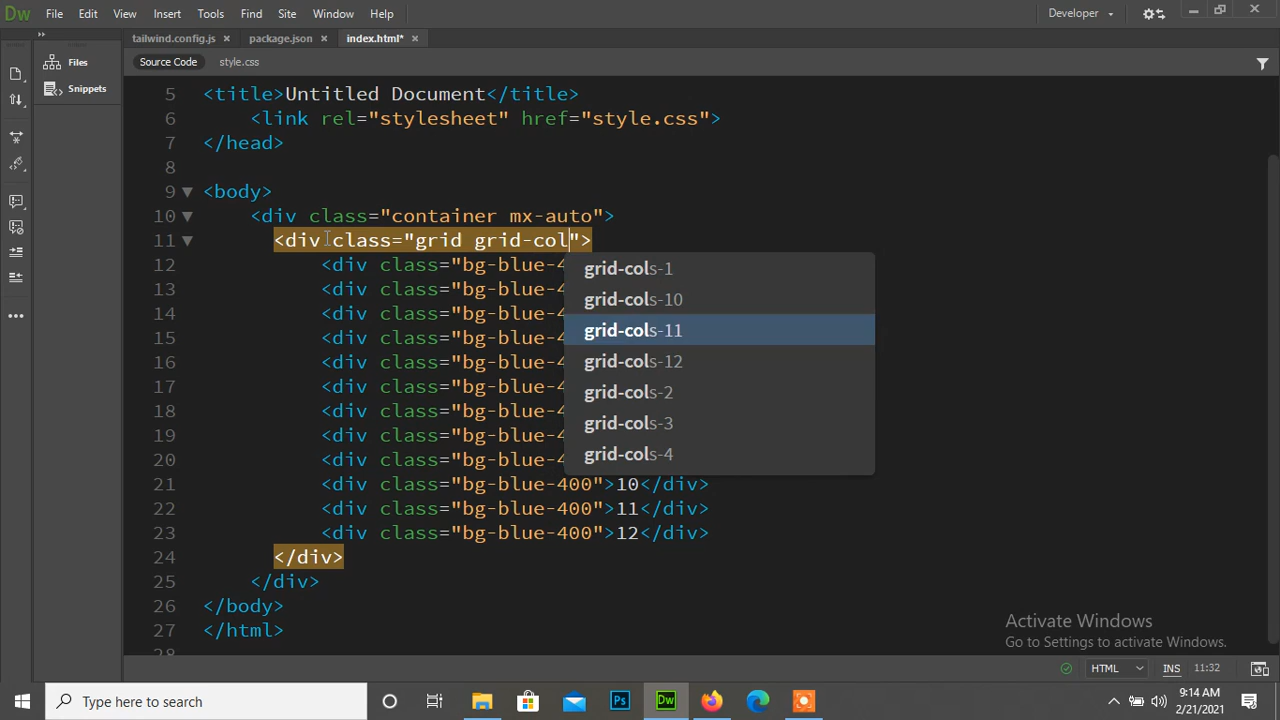 Dw File Edit View Insert Tools Find Site Window Help Developer
tailwind.config.js package.json index.html*
Files
Snippets
Source Code style.css
5 <title>Untitled Document</title>
6 <link rel="stylesheet" href="style.css">
7 </head>
8
9 <body>
10 <div class="container mx-auto">
11 <div class="grid grid-col">
12 <div class="bg-blue-4
13 <div class="bg-blue-
14 <div class="bg-blue-
15 <div class="bg-blue-
16 <div class="bg-blue-
17 <div class="bg-blue-
18 <div class="bg-blue-
19 <div class="bg-blue-
20 <div class="bg-blue-
grid-cols-1
grid-cols-10
grid-cols-11
grid-cols-12
grid-cols-2
grid-cols-3
grid-cols-4
21 <div class="bg-blue-400">10</div>
22 <div class="bg-blue-400">11</div>
23 <div class="bg-blue-400">12</div>
24 </div>
25 </div>
26 </body>
27 </html>
28
Activate Windows
Go to Settings to activate Windows.
HTML INS 11:32
Type here to search
Ps Dw
9:14 AM
2/21/2021